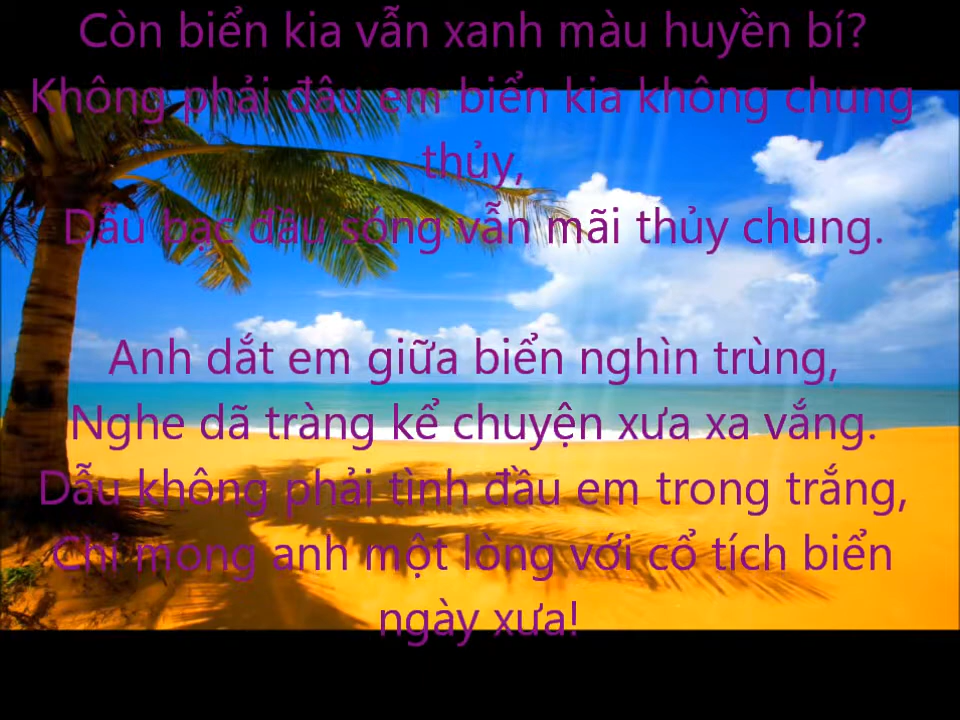 Còn biển kia vẫn xanh màu huyền bí?
Không phải đâu em biển kia không chung
thủy,
Dẫu bạc đầu sóng vẫn mãi thủy chung.
Anh dắt em giữa biển nghìn trùng,
Nghe dã tràng kể chuyện xưa xa vắng.
Dẫu không phải tình đầu em trong trắng,
Chỉ mong anh một lòng với cổ tích biển
ngày xưa!